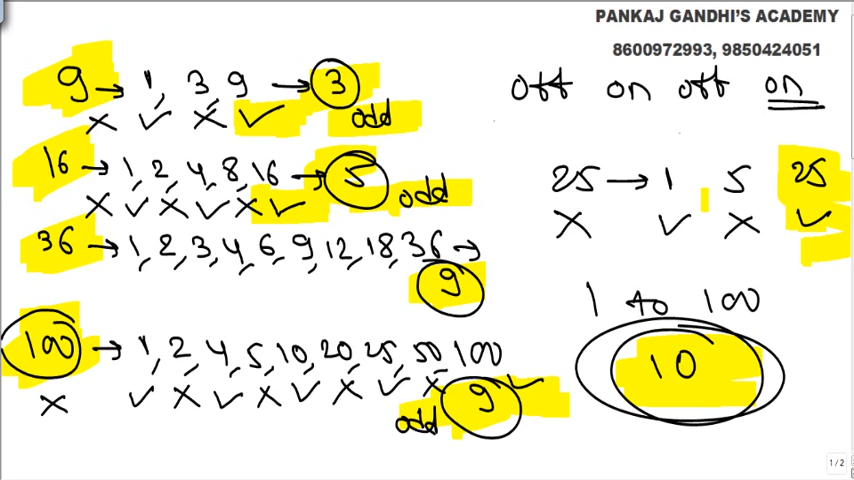 PANKAJ GANDHI'S ACADEMY
8600972993, 9850424051
9 → 1, 3, 9 → 3
× ✓ × ✓ odd
off on off on
16 → 1, 2, 4, 8, 16 → 5
× ✓ × ✓ × ✓ odd
25 → 1 5 25
× ✓ × ✓
36 → 1, 2, 3, 4, 6, 9, 12, 18, 36 →
9
1 to 100
10
100 → 1, 2, 4, 5, 10, 20, 25, 50 100
× ✓ × ✓ × ✓ × ✓ × ✓
odd 9
1/2